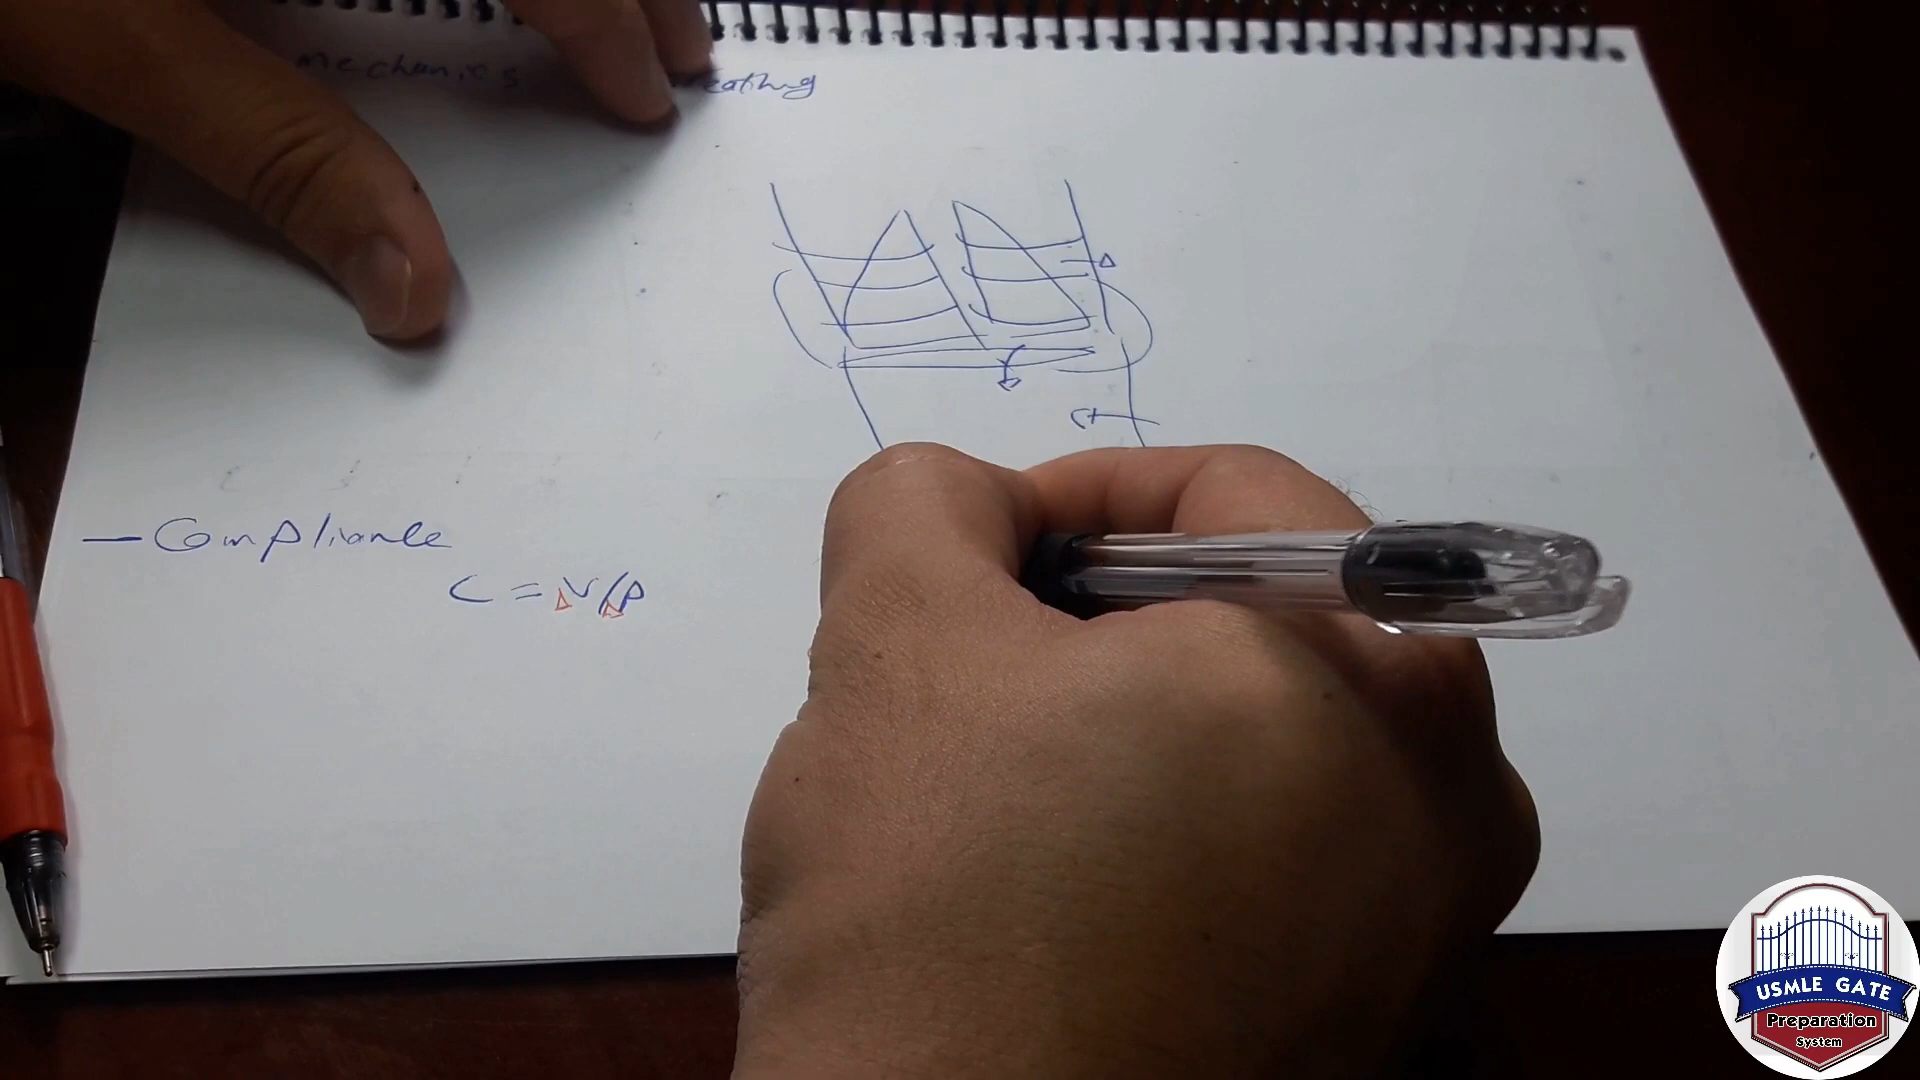 mechanics eathing
— Compliance
C = ΔV/ΔP
USMLE GATE
Preparation
System